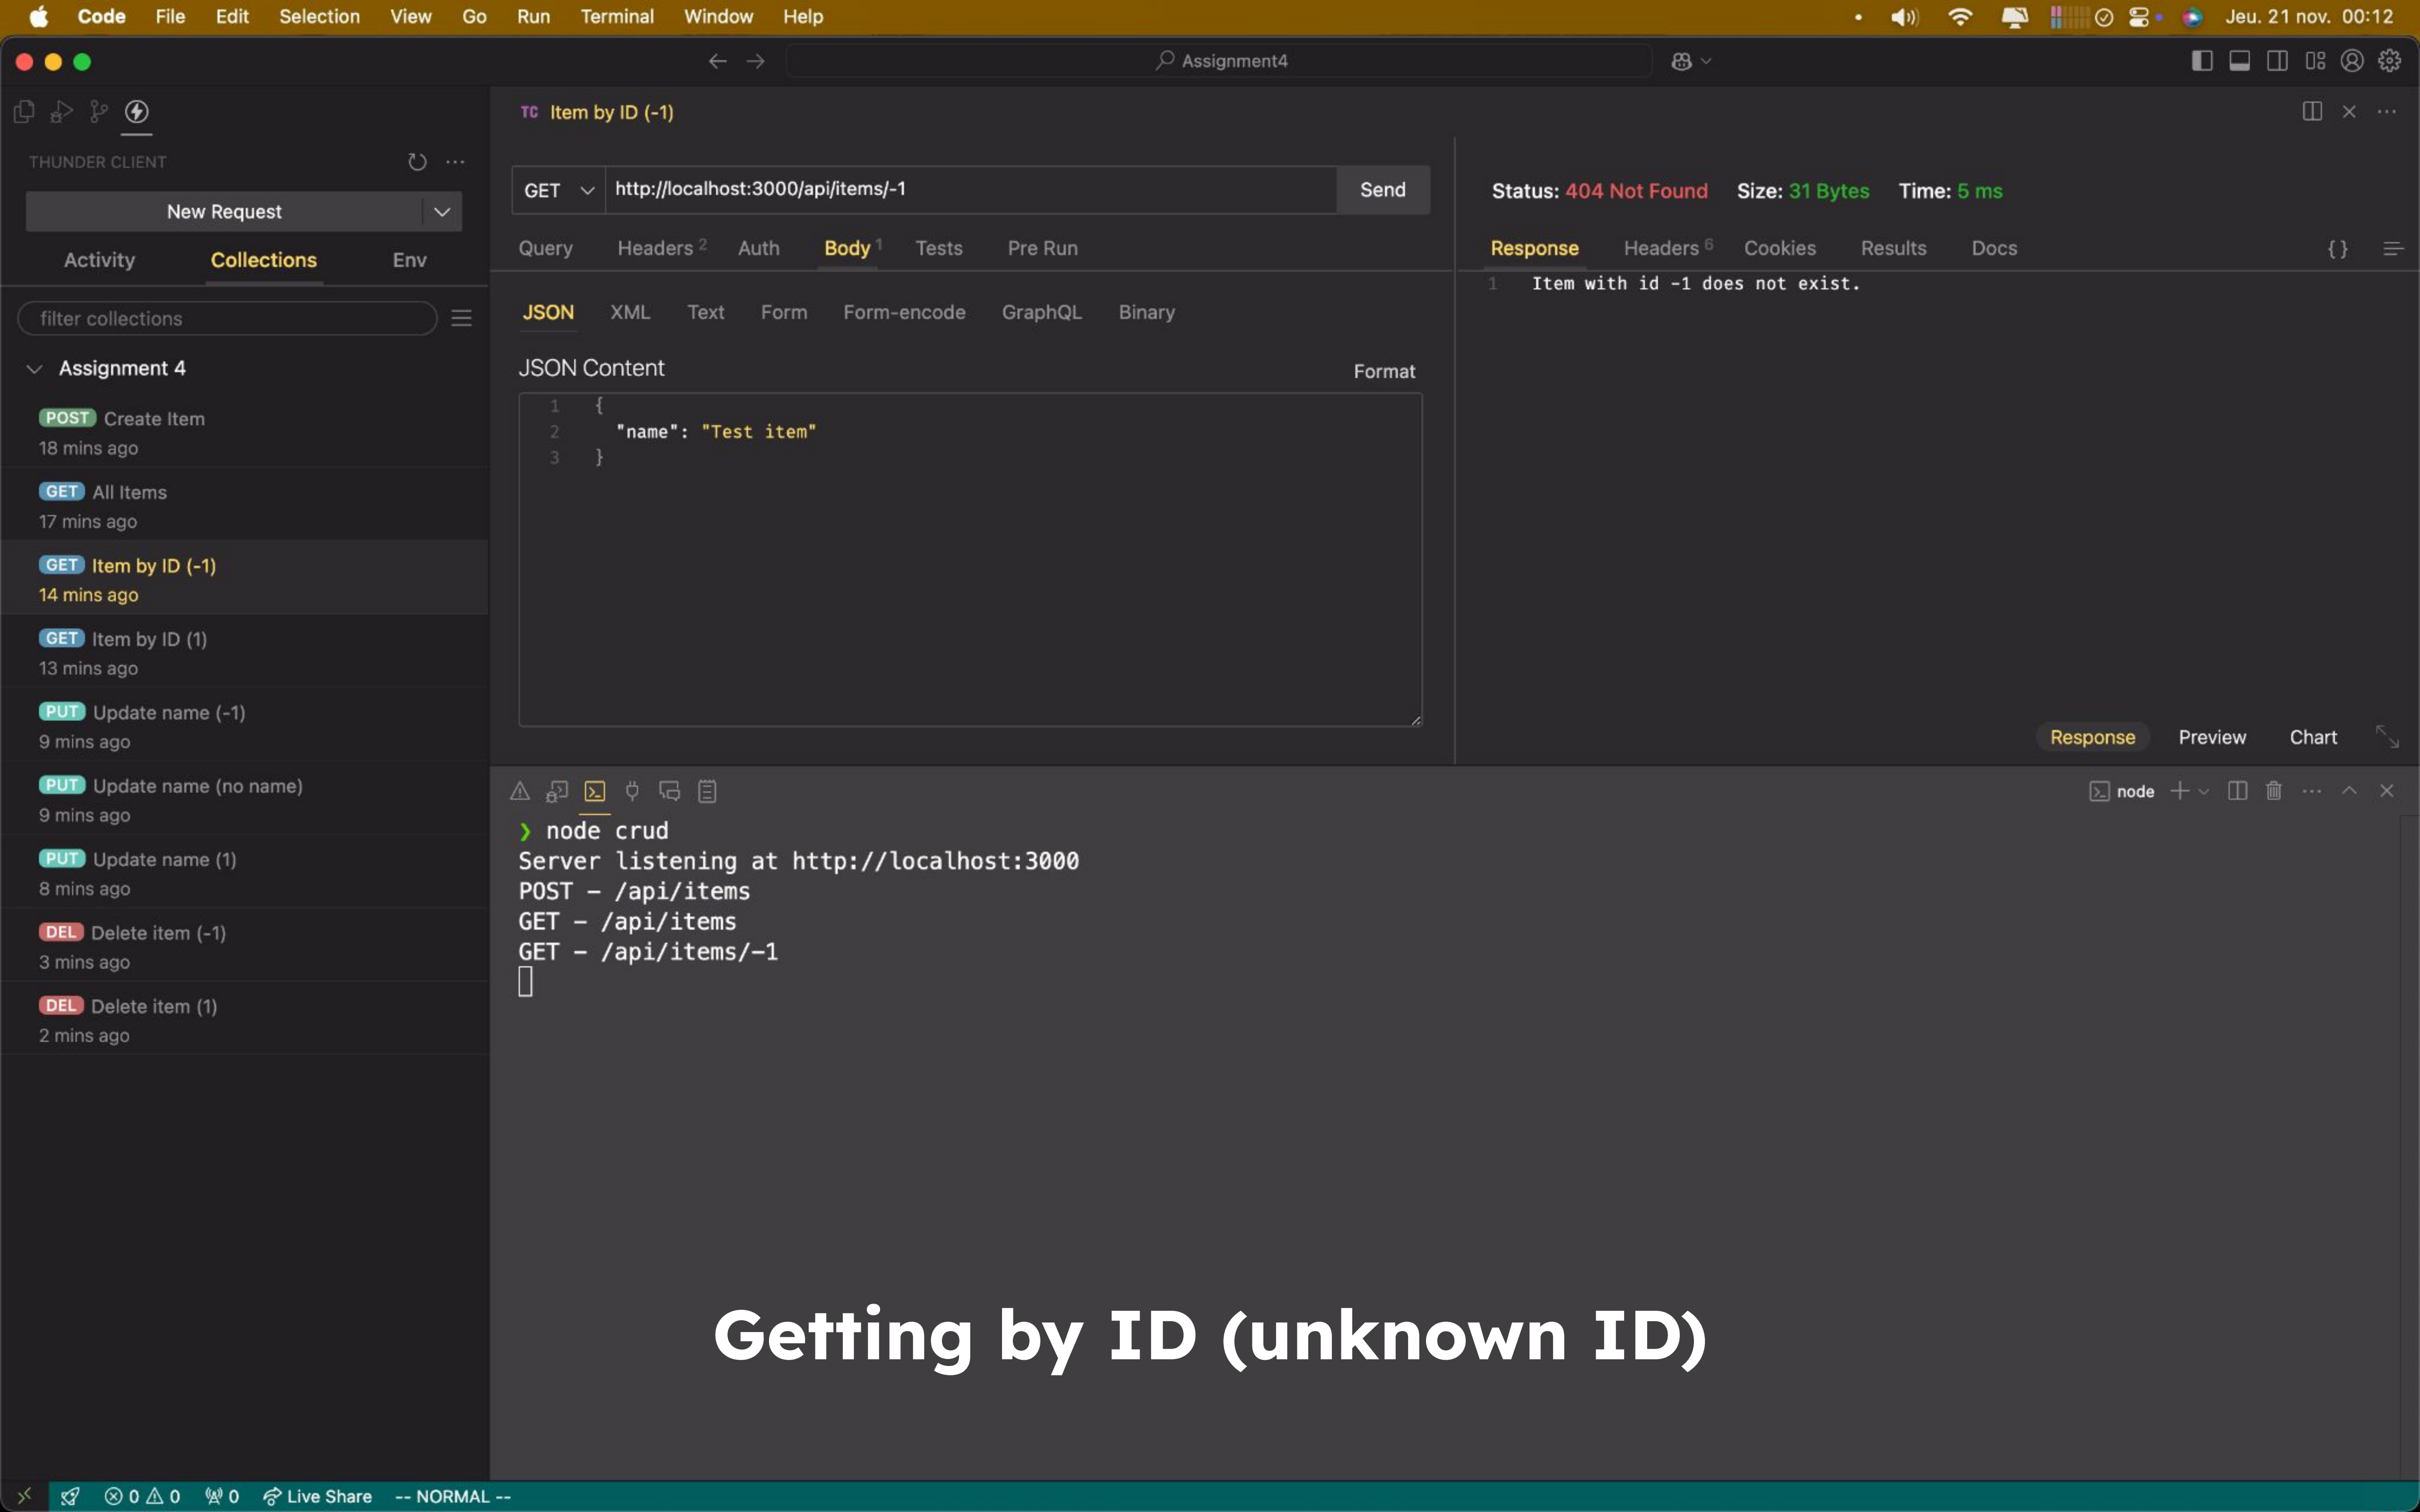 Code File Edit Selection View Go Run Terminal Window Help Jeu. 21 nov. 00:12
Assignment4
THUNDER CLIENT
New Request
Activity Collections Env
filter collections
Assignment 4
POST Create Item
18 mins ago
GET All Items
17 mins ago
GET Item by ID (-1)
14 mins ago
GET Item by ID (1)
13 mins ago
PUT Update name (-1)
9 mins ago
PUT Update name (no name)
9 mins ago
PUT Update name (1)
8 mins ago
DEL Delete item (-1)
3 mins ago
DEL Delete item (1)
2 mins ago
TC Item by ID (-1)
GET http://localhost:3000/api/items/-1 Send
Query Headers 2 Auth Body 1 Tests Pre Run
JSON XML Text Form Form-encode GraphQL Binary
JSON Content Format
1 {
2 "name": "Test item"
3 }
Status: 404 Not Found Size: 31 Bytes Time: 5 ms
Response Headers 6 Cookies Results Docs {}
1 Item with id -1 does not exist.
Response Preview Chart
node
❯ node crud
Server listening at http://localhost:3000
POST – /api/items
GET – /api/items
GET – /api/items/–1
Getting by ID (unknown ID)
0 0 0 Live Share -- NORMAL --